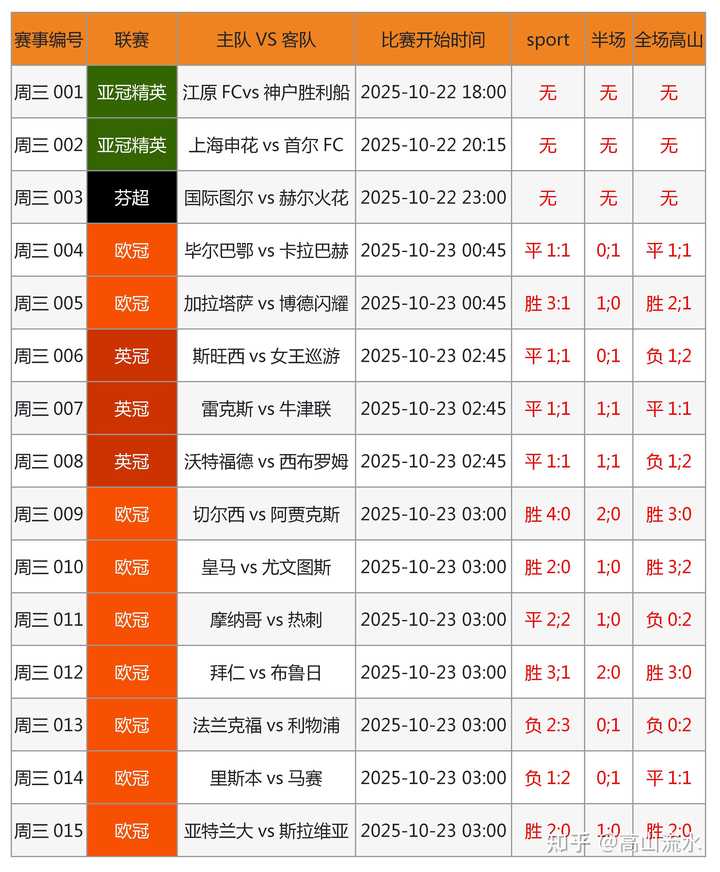 赛事编号 联赛 主队 VS 客队 比赛开始时间 sport 半场 全场高山
周三 001 亚冠精英 江原 FCvs 神户胜利船 2025-10-22 18:00 无 无 无
周三 002 亚冠精英 上海申花 vs 首尔 FC 2025-10-22 20:15 无 无 无
周三 003 芬超 国际图尔 vs 赫尔火花 2025-10-22 23:00 无 无 无
周三 004 欧冠 毕尔巴鄂 vs 卡拉巴赫 2025-10-23 00:45 平 1:1 0;1 平 1;1
周三 005 欧冠 加拉塔萨 vs 博德闪耀 2025-10-23 00:45 胜 3:1 1;0 胜 2;1
周三 006 英冠 斯旺西 vs 女王巡游 2025-10-23 02:45 平 1;1 0;1 负 1;2
周三 007 英冠 雷克斯 vs 牛津联 2025-10-23 02:45 平 1;1 1;1 平 1:1
周三 008 英冠 沃特福德 vs 西布罗姆 2025-10-23 02:45 平 1:1 1;1 负 1;2
周三 009 欧冠 切尔西 vs 阿贾克斯 2025-10-23 03:00 胜 4:0 2;0 胜 3:0
周三 010 欧冠 皇马 vs 尤文图斯 2025-10-23 03:00 胜 2:0 1;0 胜 3;2
周三 011 欧冠 摩纳哥 vs 热刺 2025-10-23 03:00 平 2;2 1;0 负 0:2
周三 012 欧冠 拜仁 vs 布鲁日 2025-10-23 03:00 胜 3;1 2:0 胜 3:0
周三 013 欧冠 法兰克福 vs 利物浦 2025-10-23 03:00 负 2:3 0;1 负 0:2
周三 014 欧冠 里斯本 vs 马赛 2025-10-23 03:00 负 1:2 0;1 平 1:1
周三 015 欧冠 亚特兰大 vs 斯拉维亚 2025-10-23 03:00 胜 2:0 1:0 胜 2:0
知乎 @高山流水